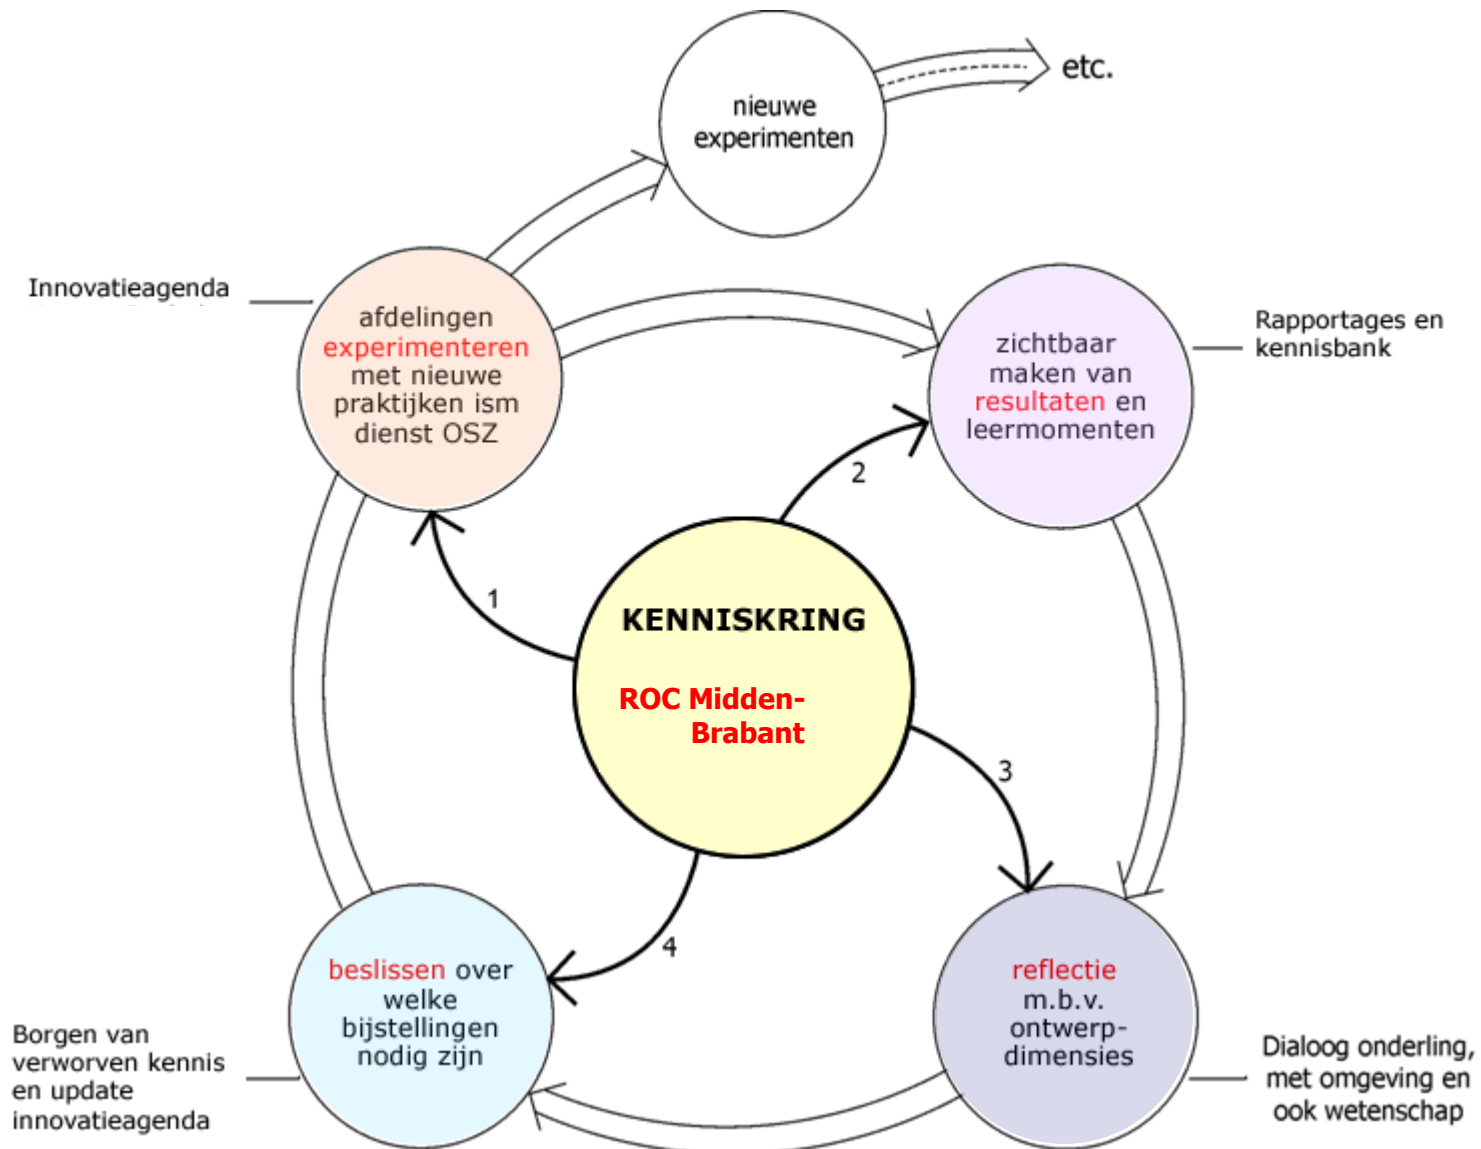 nieuwe
experimenten
etc.
Innovatieagenda
afdelingen
experimenteren
met nieuwe
praktijken ism
dienst OSZ
zichtbaar
maken van
resultaten en
leermomenten
Rapportages en
kennisbank
1
2
KENNISKRING
ROC Midden-
Brabant
3
4
beslissen over
welke
bijstellingen
nodig zijn
reflectie
m.b.v.
ontwerp-
dimensies
Borgen van
verworven kennis
en update
innovatieagenda
Dialoog onderling,
met omgeving en
ook wetenschap